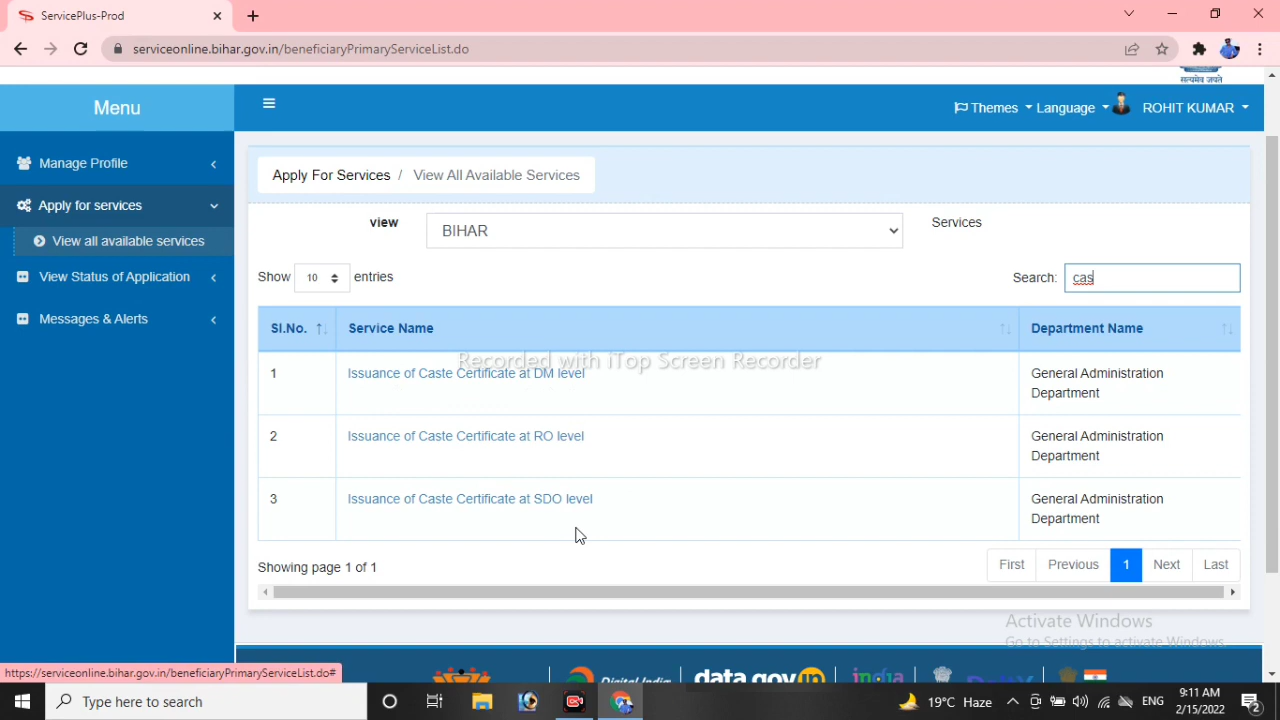 ServicePlus-Prod
serviceonline.bihar.gov.in/beneficiaryPrimaryServiceList.do
सत्यमेव जयते
Menu
Themes Language ROHIT KUMAR
Manage Profile
Apply for services
View all available services
View Status of Application
Messages & Alerts
Apply For Services / View All Available Services
view BIHAR Services
Show 10 entries Search: cas
Sl.No. Service Name Department Name
Recorded with iTop Screen Recorder
1 Issuance of Caste Certificate at DM level General Administration
Department
2 Issuance of Caste Certificate at RO level General Administration
Department
3 Issuance of Caste Certificate at SDO level General Administration
Department
Showing page 1 of 1 First Previous 1 Next Last
Activate Windows
Go to Settings to activate Windows.
https://serviceonline.bihar.gov.in/beneficiaryPrimaryServiceList.do#
Digital India data.gov.in india
Type here to search
19°C Haze ENG
9:11 AM
2/15/2022
2